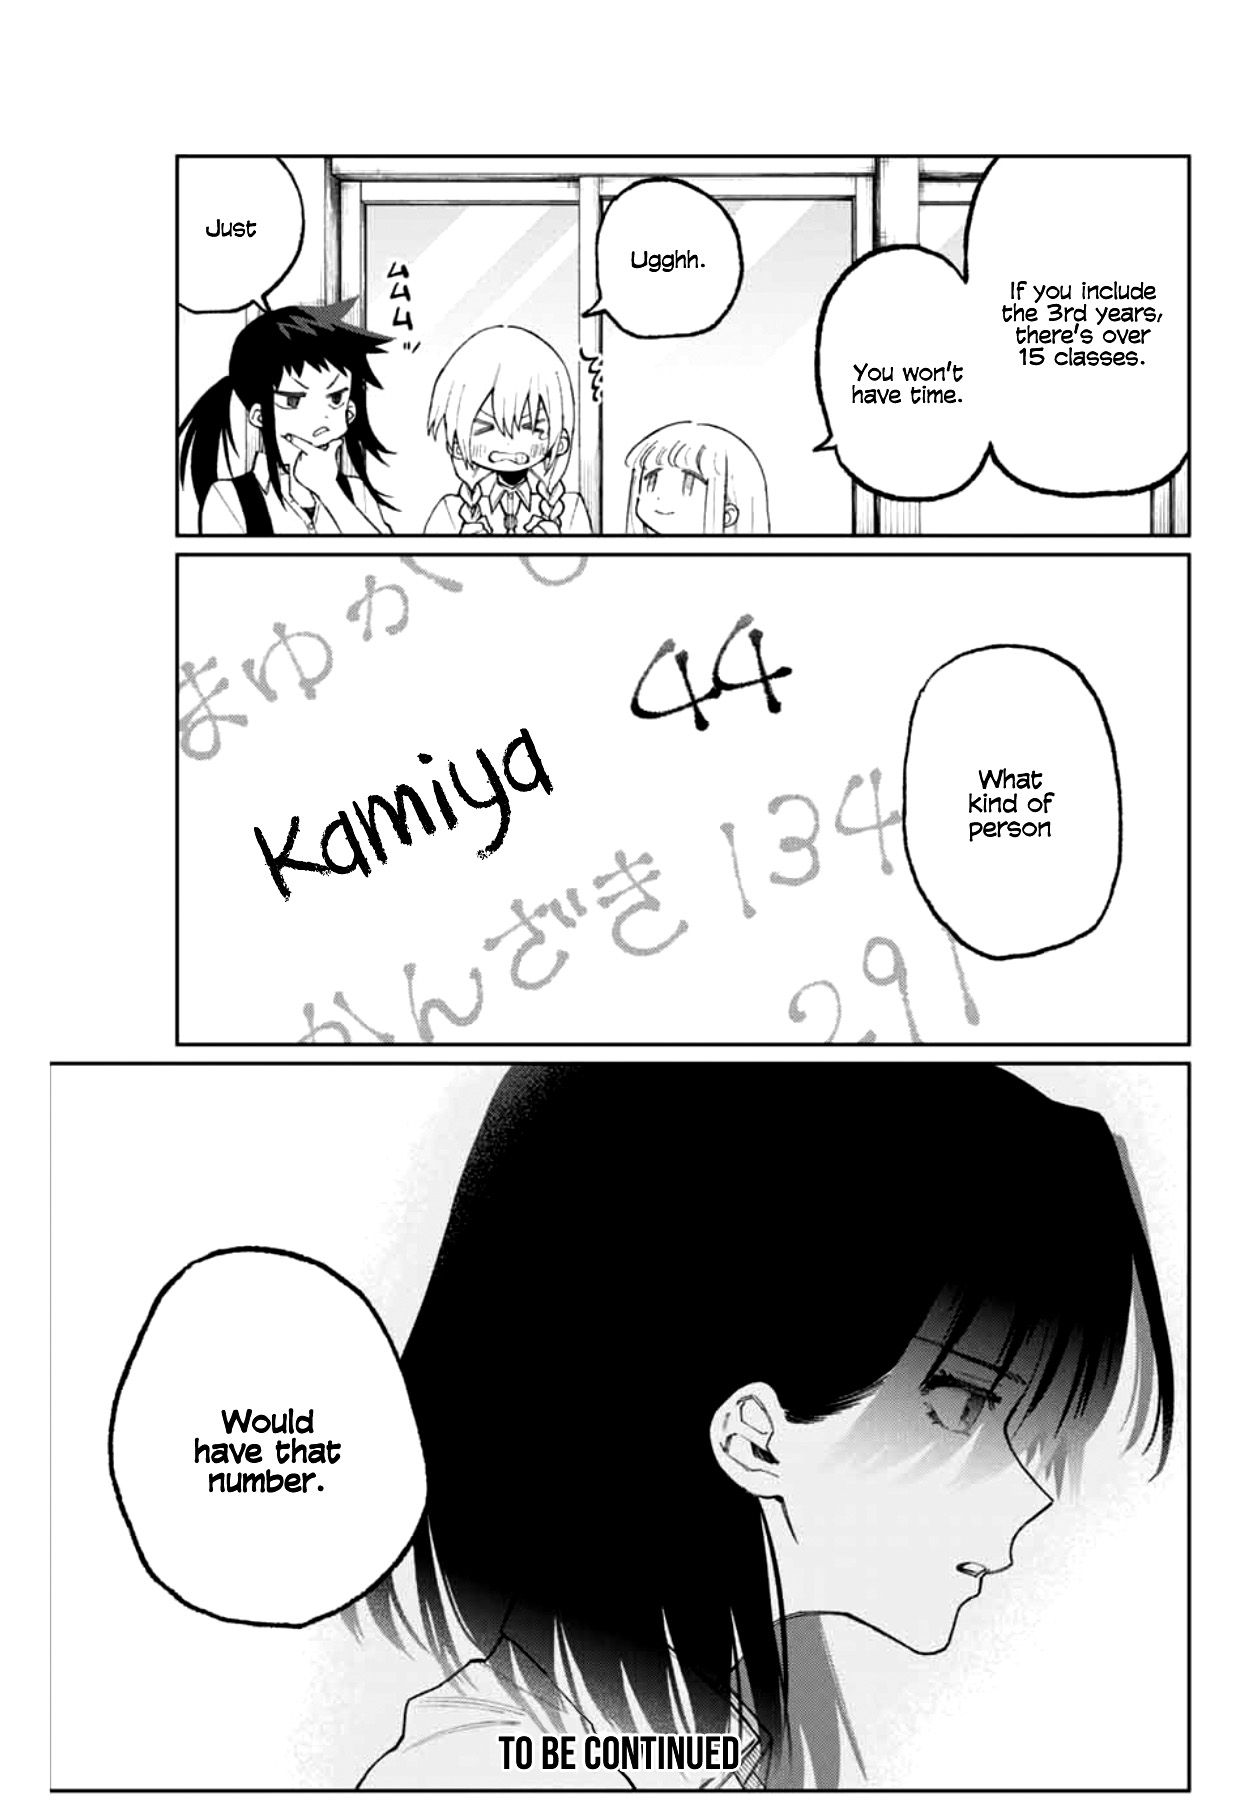 If you include
the 3rd years,
there's over
15 classes.
You won't
have time.
Ugghh.
ムムム
Just
まゆか
44
Kamiya
What
kind of
person
かんざき 134
291
Would
have that
number.
TO BE CONTINUED